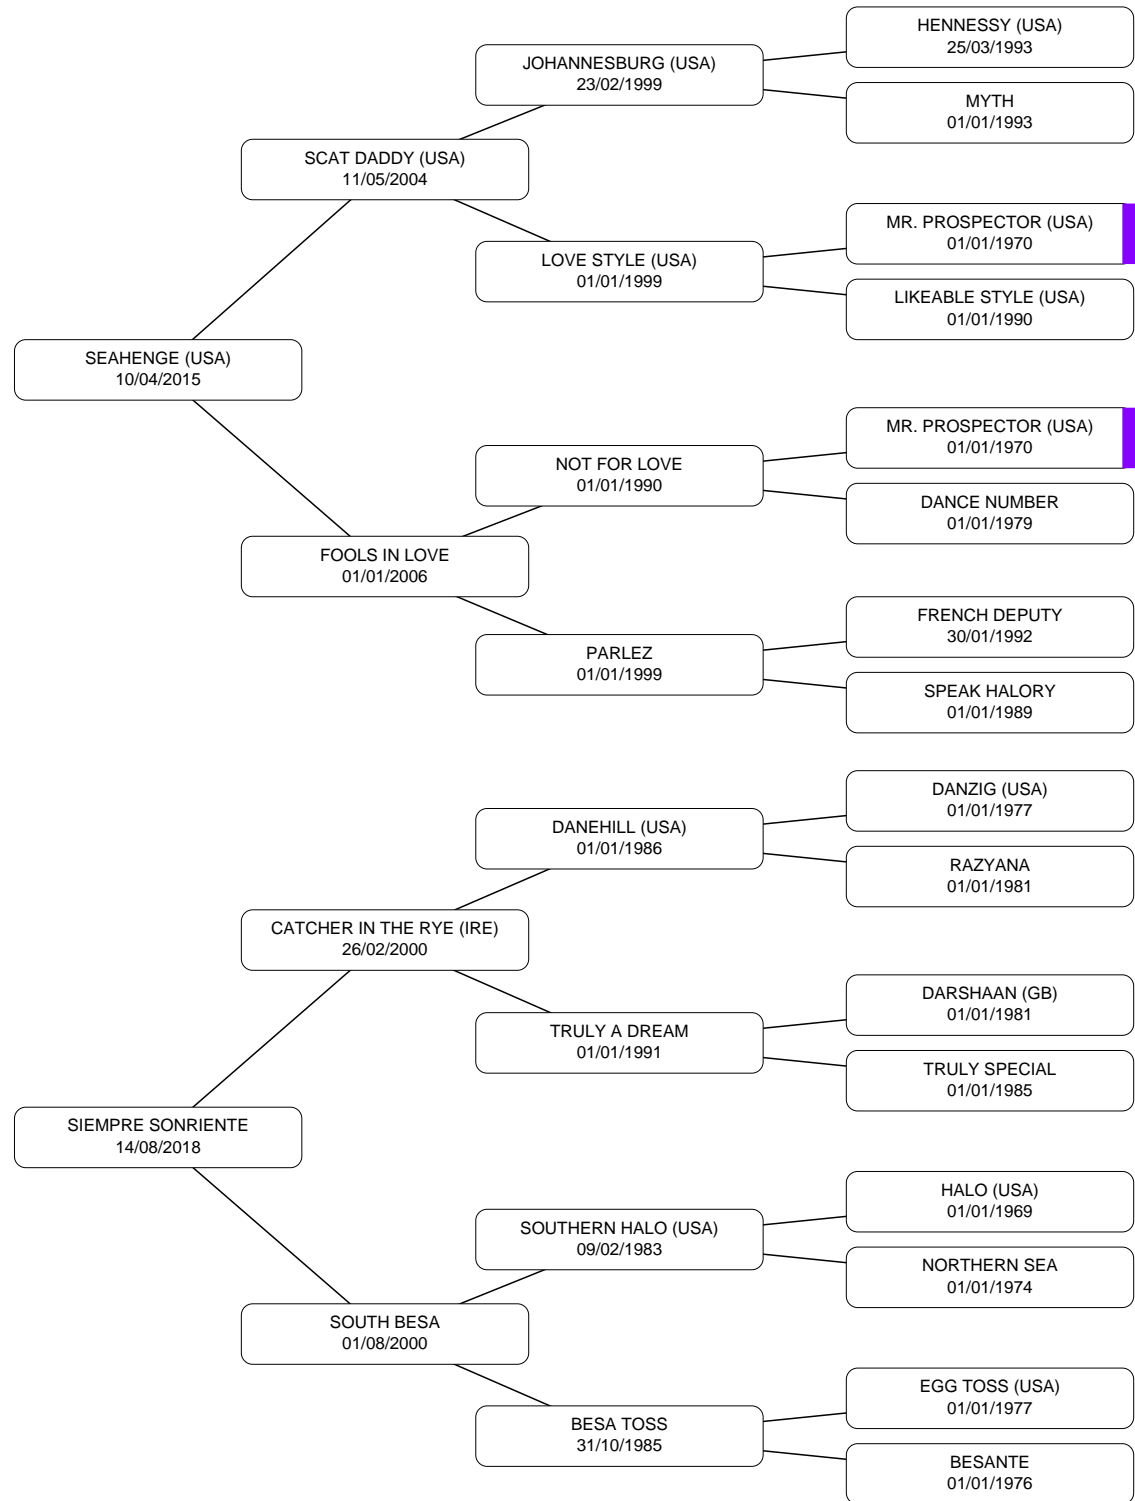 HENNESSY (USA)
25/03/1993
JOHANNESBURG (USA)
23/02/1999
MYTH
01/01/1993
SCAT DADDY (USA)
11/05/2004
MR. PROSPECTOR (USA)
01/01/1970
LOVE STYLE (USA)
01/01/1999
LIKEABLE STYLE (USA)
01/01/1990
SEAHENGE (USA)
10/04/2015
MR. PROSPECTOR (USA)
01/01/1970
NOT FOR LOVE
01/01/1990
DANCE NUMBER
01/01/1979
FOOLS IN LOVE
01/01/2006
FRENCH DEPUTY
30/01/1992
PARLEZ
01/01/1999
SPEAK HALORY
01/01/1989
DANZIG (USA)
01/01/1977
DANEHILL (USA)
01/01/1986
RAZYANA
01/01/1981
CATCHER IN THE RYE (IRE)
26/02/2000
DARSHAAN (GB)
01/01/1981
TRULY A DREAM
01/01/1991
TRULY SPECIAL
01/01/1985
SIEMPRE SONRIENTE
14/08/2018
HALO (USA)
01/01/1969
SOUTHERN HALO (USA)
09/02/1983
NORTHERN SEA
01/01/1974
SOUTH BESA
01/08/2000
EGG TOSS (USA)
01/01/1977
BESA TOSS
31/10/1985
BESANTE
01/01/1976